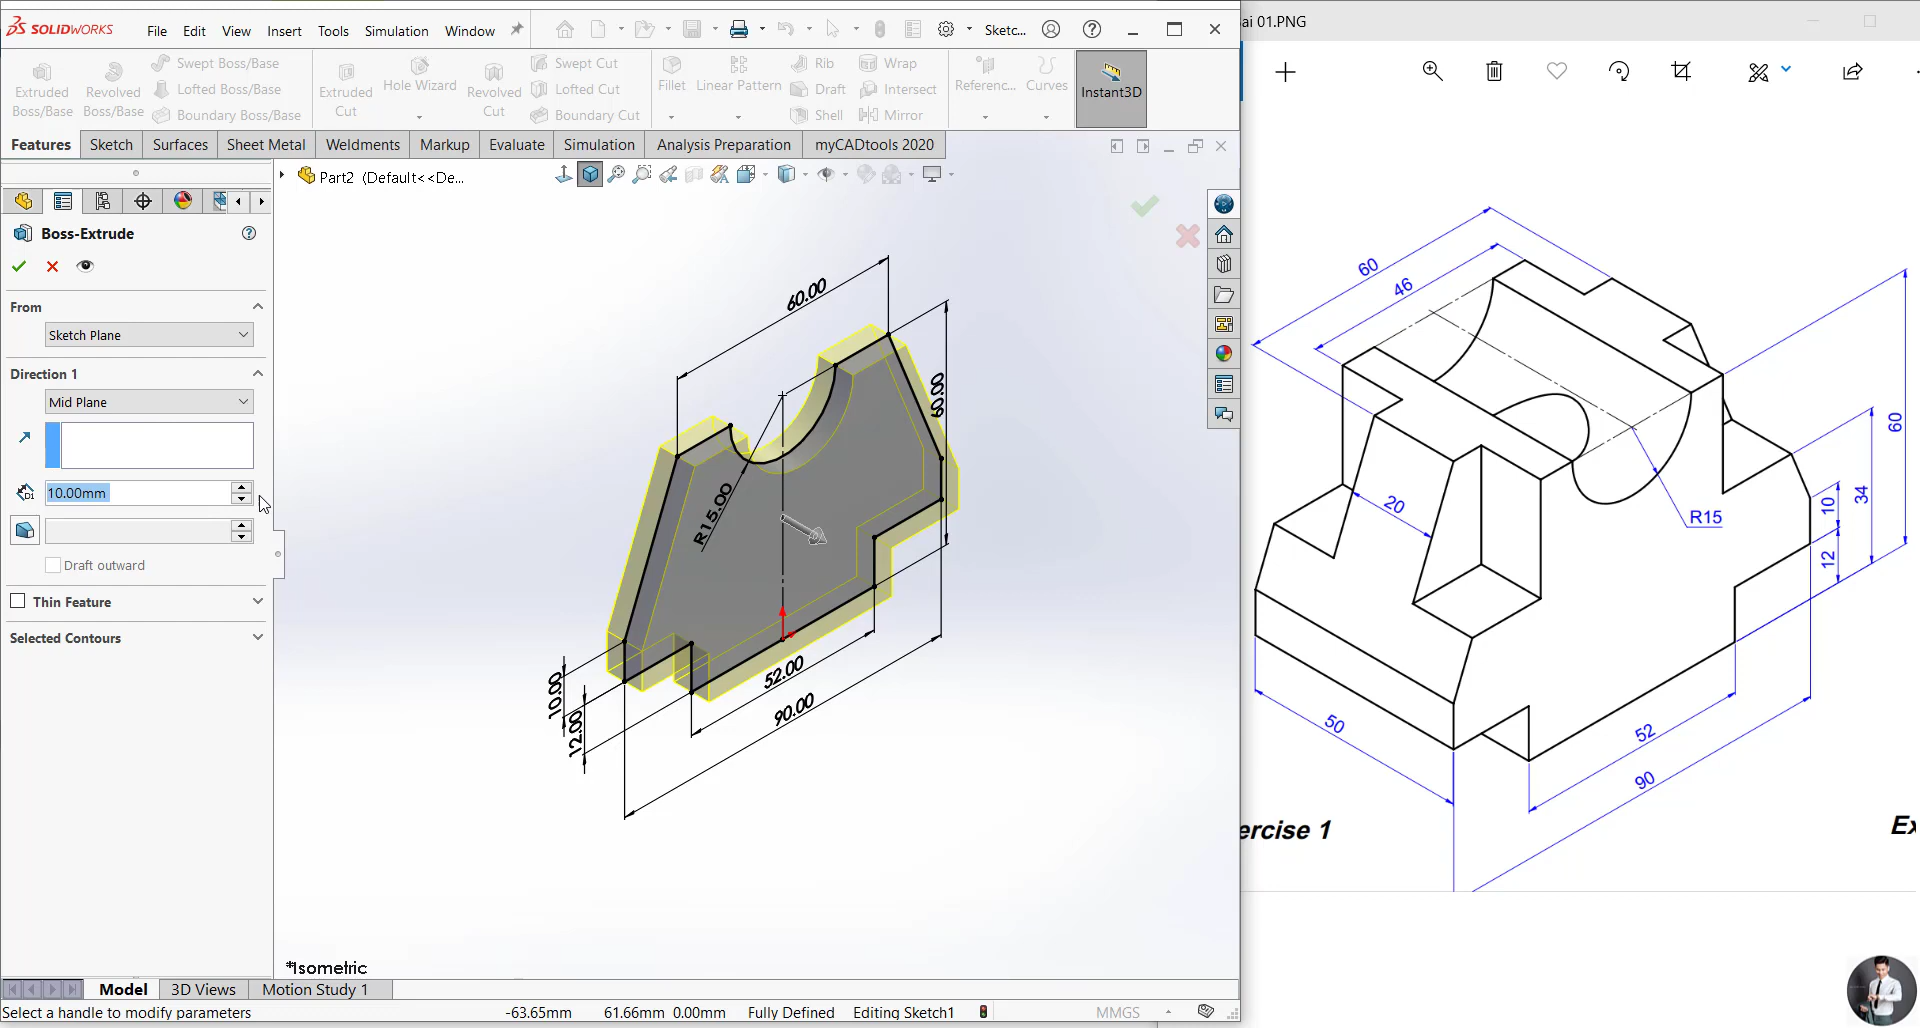 SOLIDWORKS File Edit View Insert Tools Simulation Window Sketc...
ai 01.PNG
Extruded Boss/Base
Revolved Boss/Base
Swept Boss/Base
Lofted Boss/Base
Boundary Boss/Base
Extruded Cut
Hole Wizard
Revolved Cut
Swept Cut
Lofted Cut
Boundary Cut
Fillet
Linear Pattern
Rib
Draft
Shell
Wrap
Intersect
Mirror
Referenc...
Curves
Instant3D
Features Sketch Surfaces Sheet Metal Weldments Markup Evaluate Simulation Analysis Preparation myCADtools 2020
Part2 (Default<<De...
Boss-Extrude
From
Sketch Plane
Direction 1
Mid Plane
D1
10.00mm
Draft outward
Thin Feature
Selected Contours
60.00
60.00
R15.00
10.00
12.00
52.00
90.00
*Isometric
60
46
60
20
R15
10
34
12
50
52
90
ercise 1
Ex
Model 3D Views Motion Study 1
Select a handle to modify parameters -63.65mm 61.66mm 0.00mm Fully Defined Editing Sketch1 MMGS